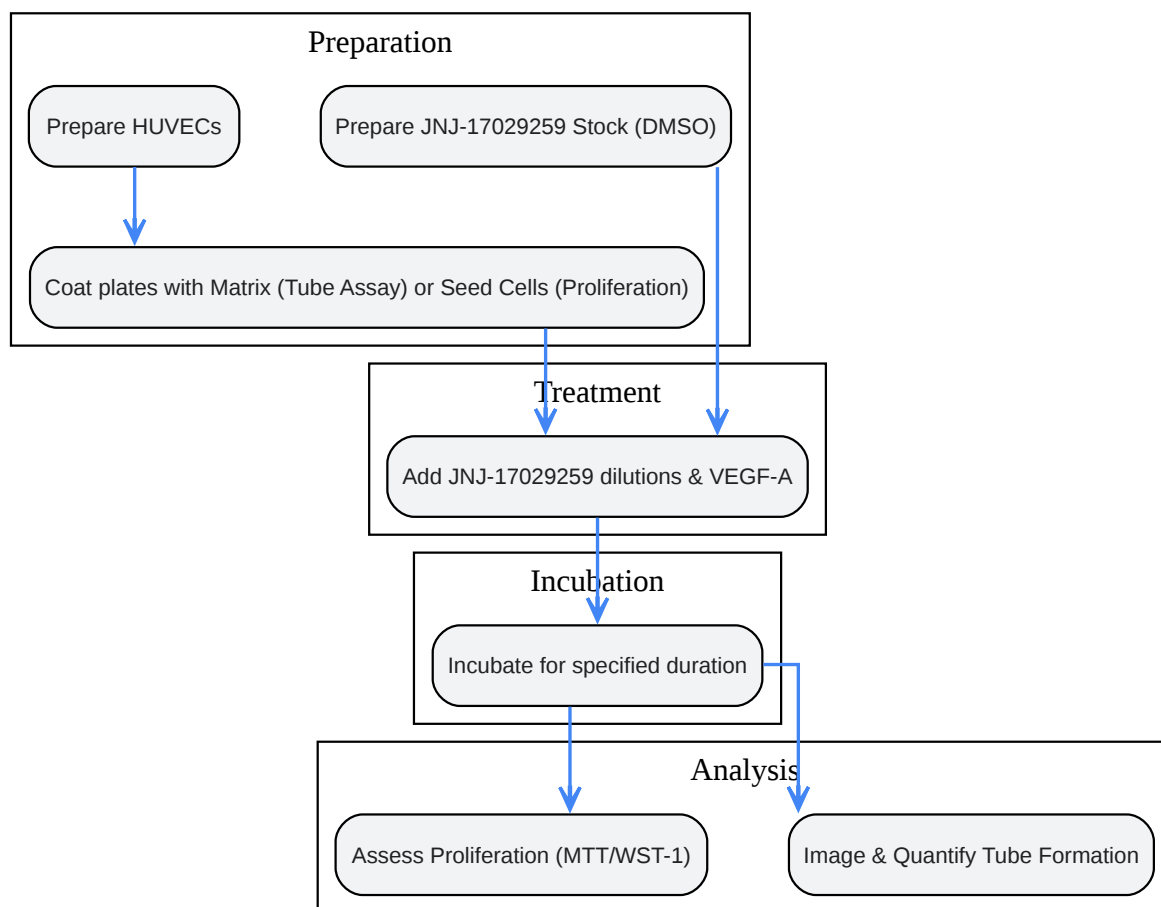 Preparation
Prepare HUVECs
Prepare JNJ-17029259 Stock (DMSO)
Coat plates with Matrix (Tube Assay) or Seed Cells (Proliferation)
Treatment
Add JNJ-17029259 dilutions & VEGF-A
Incubation
Incubate for specified duration
Analysis
Assess Proliferation (MTT/WST-1)
Image & Quantify Tube Formation